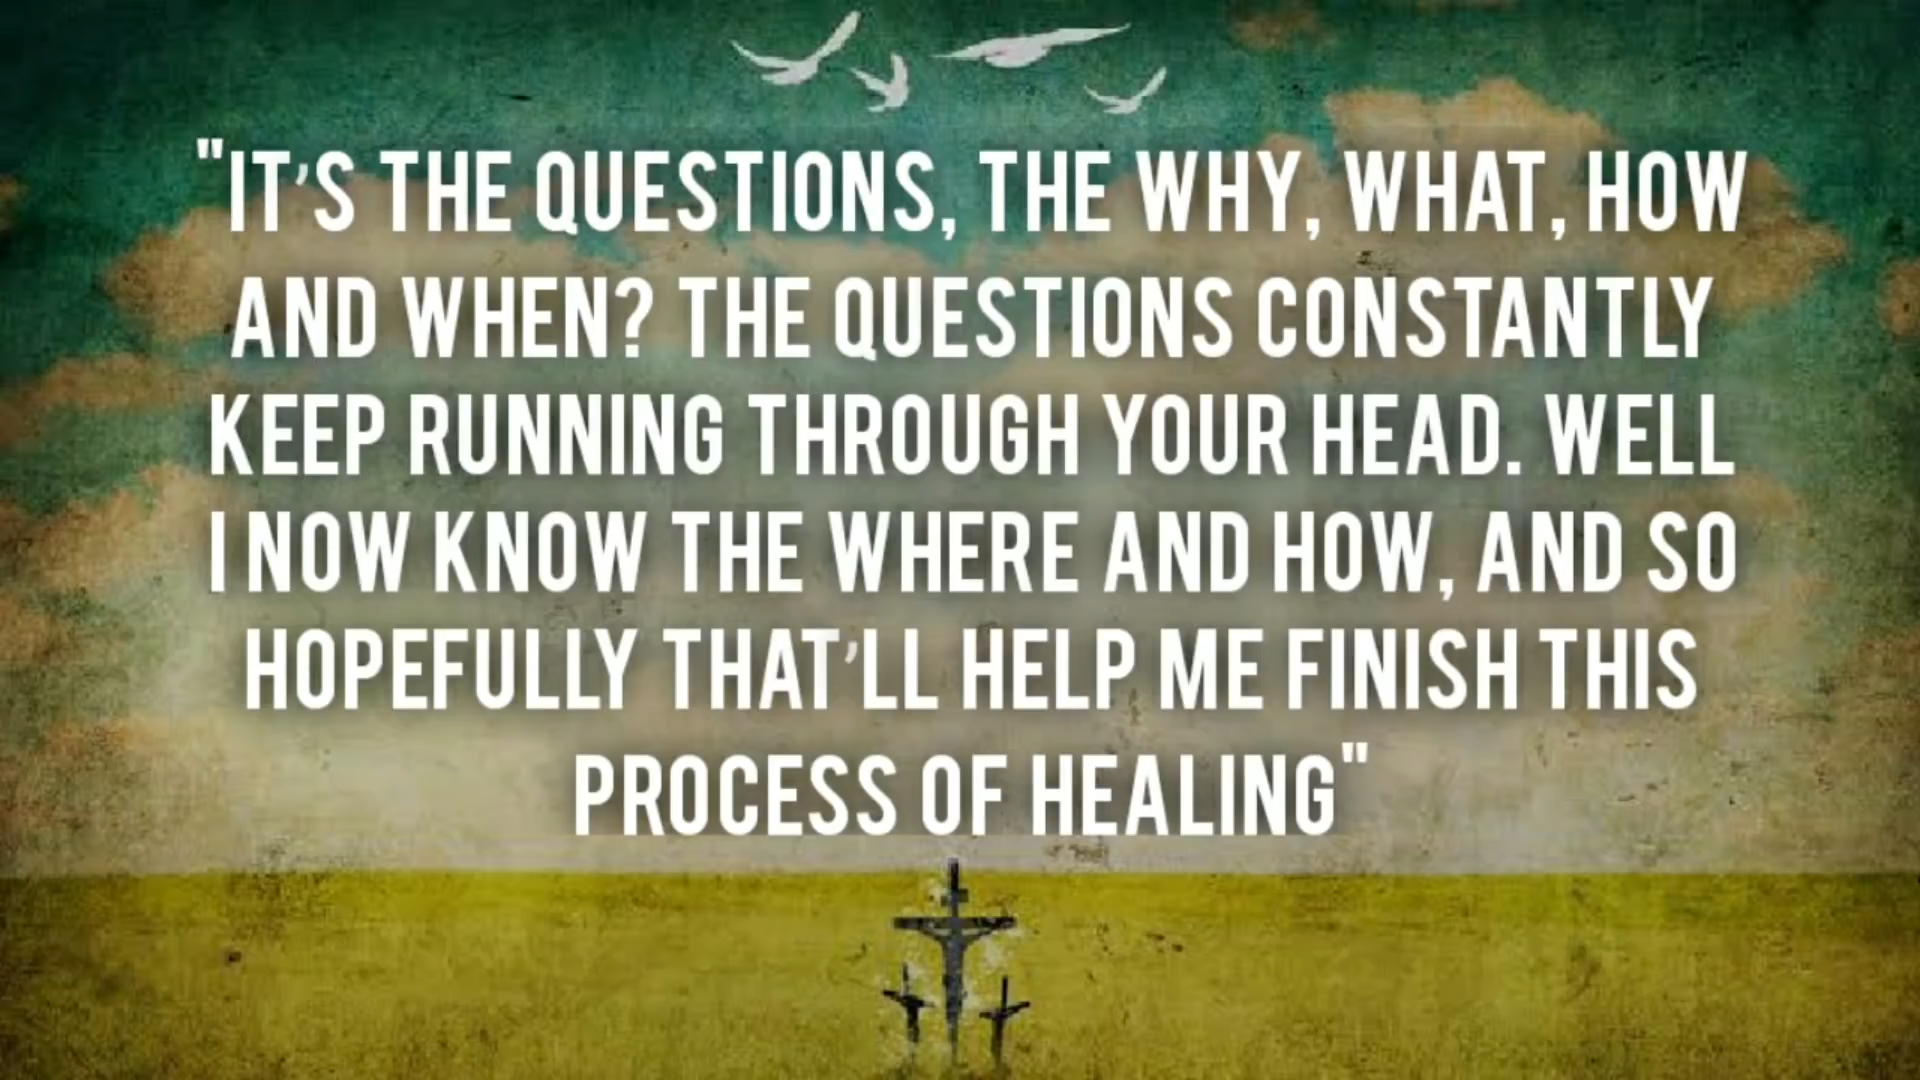 "IT'S THE QUESTIONS, THE WHY, WHAT, HOW
AND WHEN? THE QUESTIONS CONSTANTLY
KEEP RUNNING THROUGH YOUR HEAD. WELL
I NOW KNOW THE WHERE AND HOW, AND SO
HOPEFULLY THAT'LL HELP ME FINISH THIS
PROCESS OF HEALING"